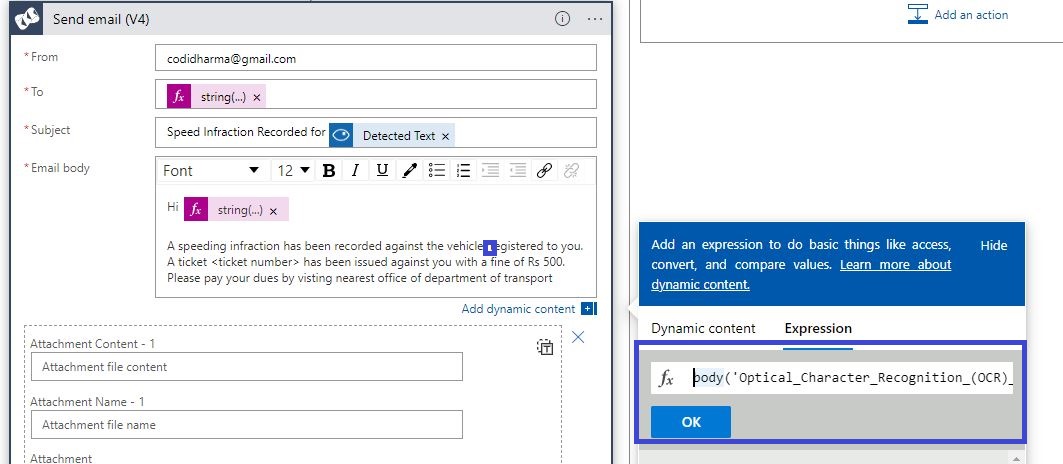 Send email (V4)
Add an action
* From
codidharma@gmail.com
* To
fx string(...) ×
* Subject
Speed Infraction Recorded for Detected Text ×
* Email body
Font 12 B I U
Hi fx string(...) ×
A speeding infraction has been recorded against the vehicle egistered to you.
A ticket <ticket number> has been issued against you with a fine of Rs 500.
Please pay your dues by visting nearest office of department of transport
Add dynamic content
Attachment Content - 1
Attachment file content
Attachment Name - 1
Attachment file name
Attachment
Add an expression to do basic things like access,
convert, and compare values. Learn more about
dynamic content.
Hide
Dynamic content Expression
fx body('Optical_Character_Recognition_(OCR)_
OK